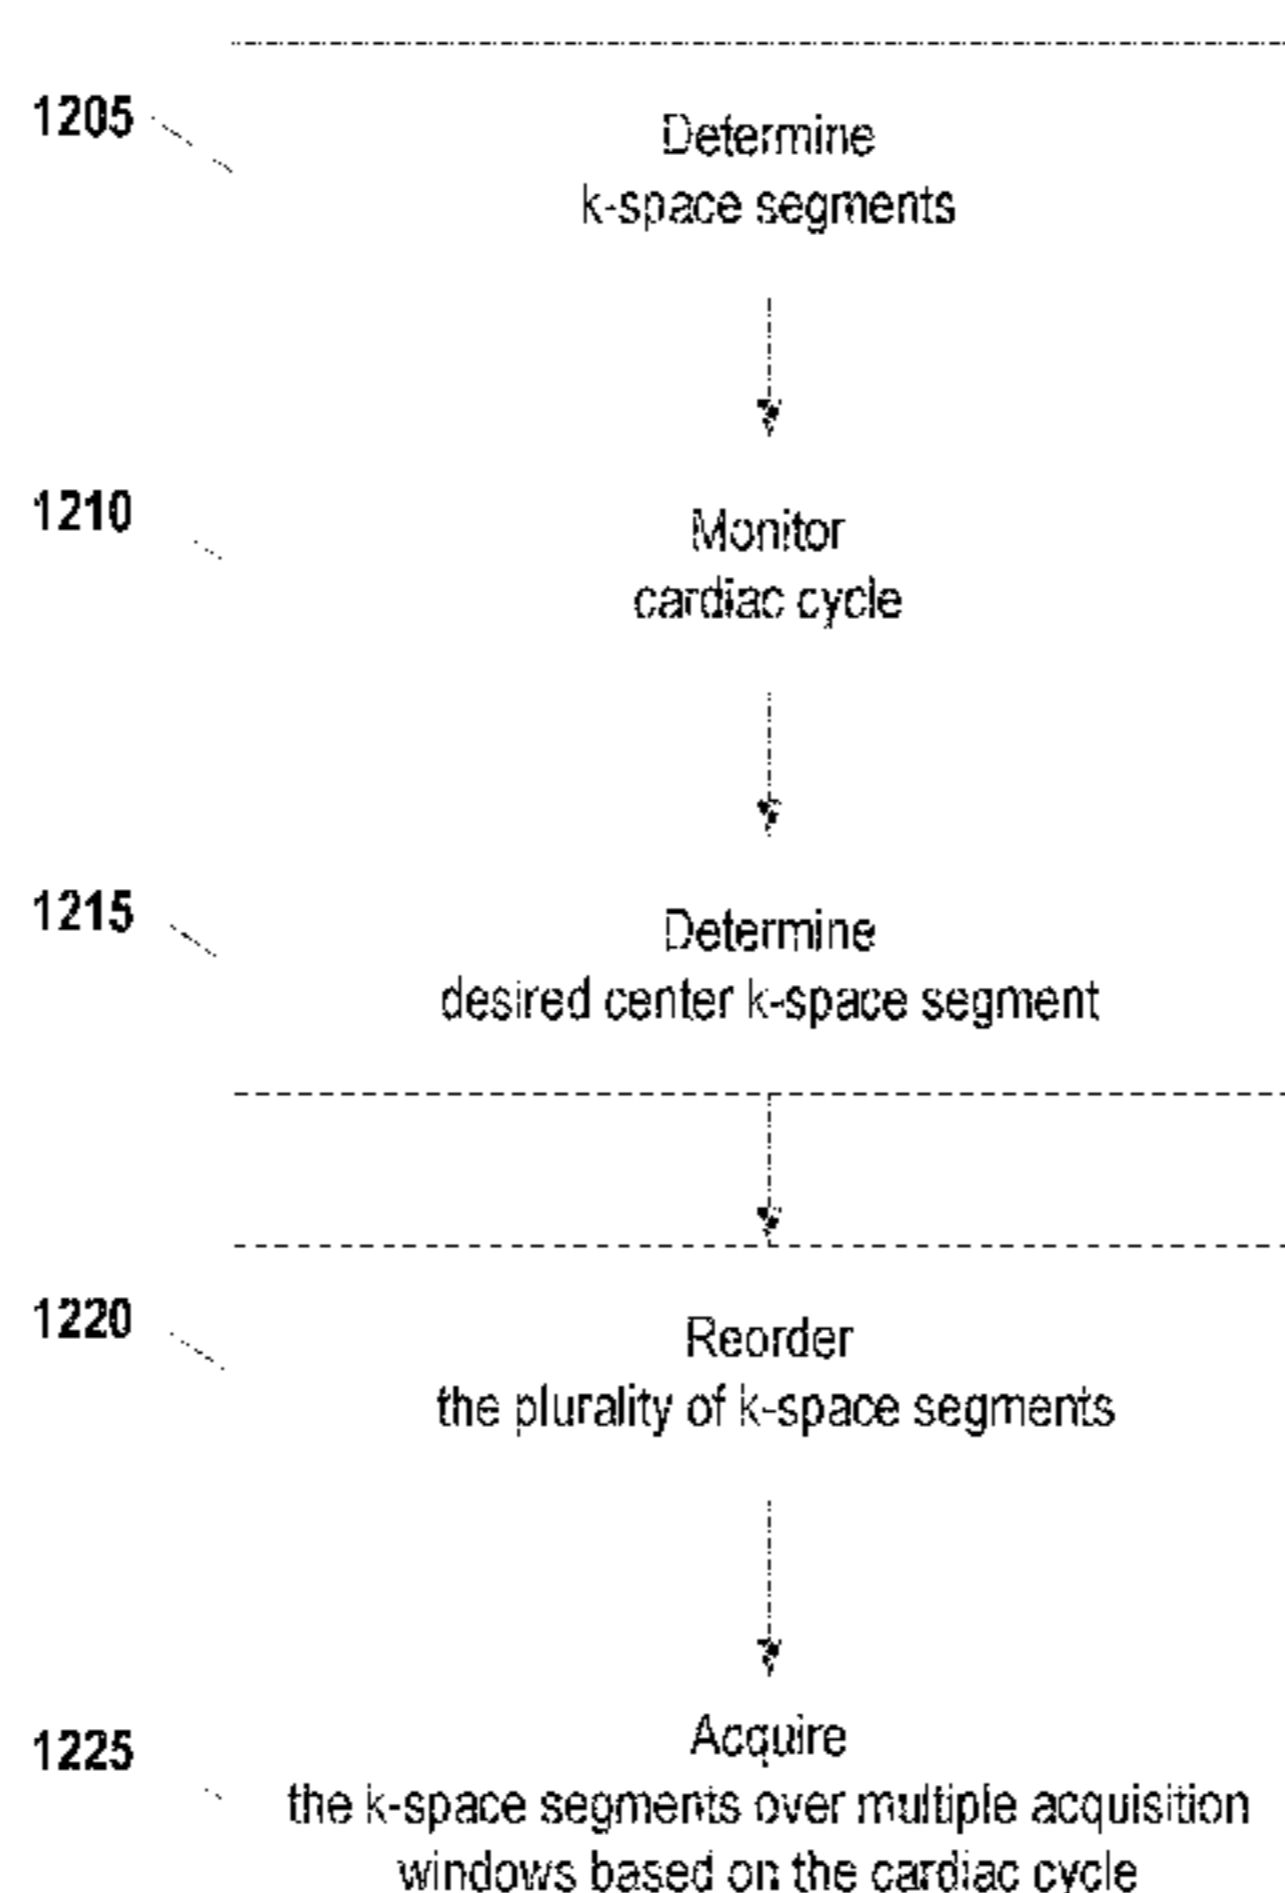 1205
Determine
k-space segments
1210
Monitor
cardiac cycle
1215
Determine
desired center k-space segment
1220
Reorder
the plurality of k-space segments
1225
Acquire
the k-space segments over multiple acquisition
windows based on the cardiac cycle